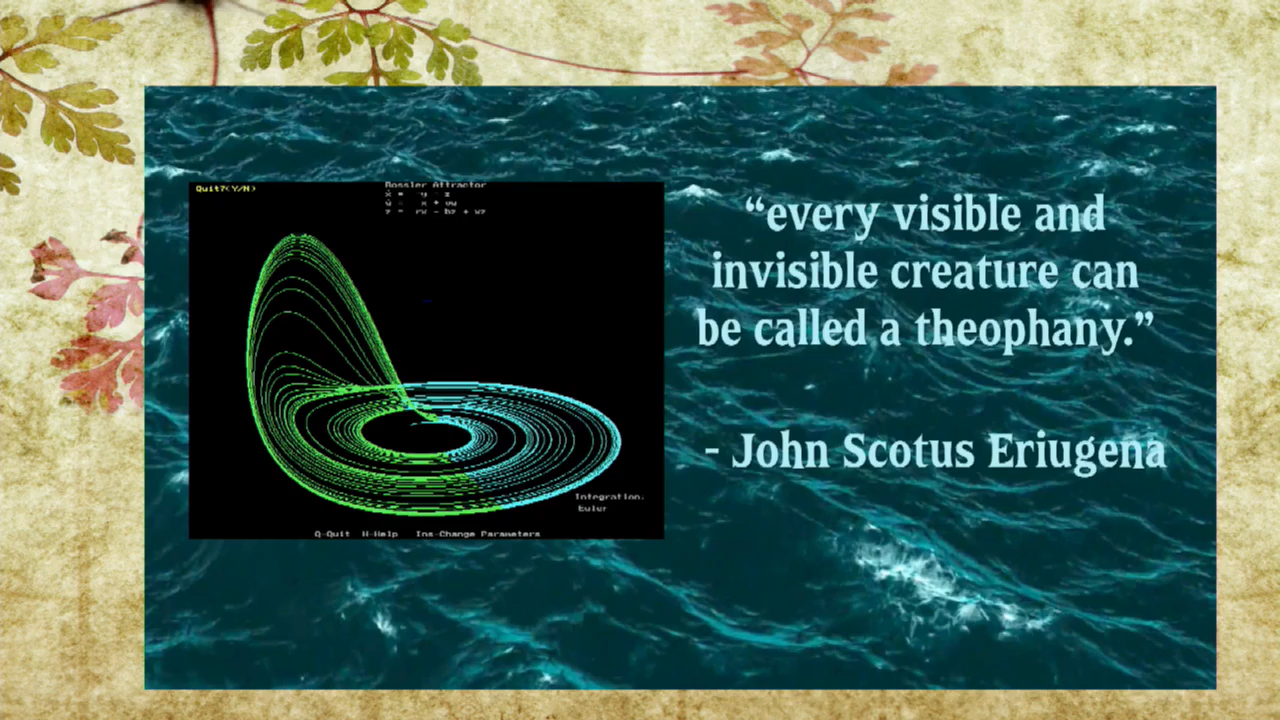 Quit?(Y/N)
Rossler Attractor
“every visible and
invisible creature can
be called a theophany.”
- John Scotus Eriugena
Integration:
Euler
Q-Quit H-Help Ins-Change Parameters